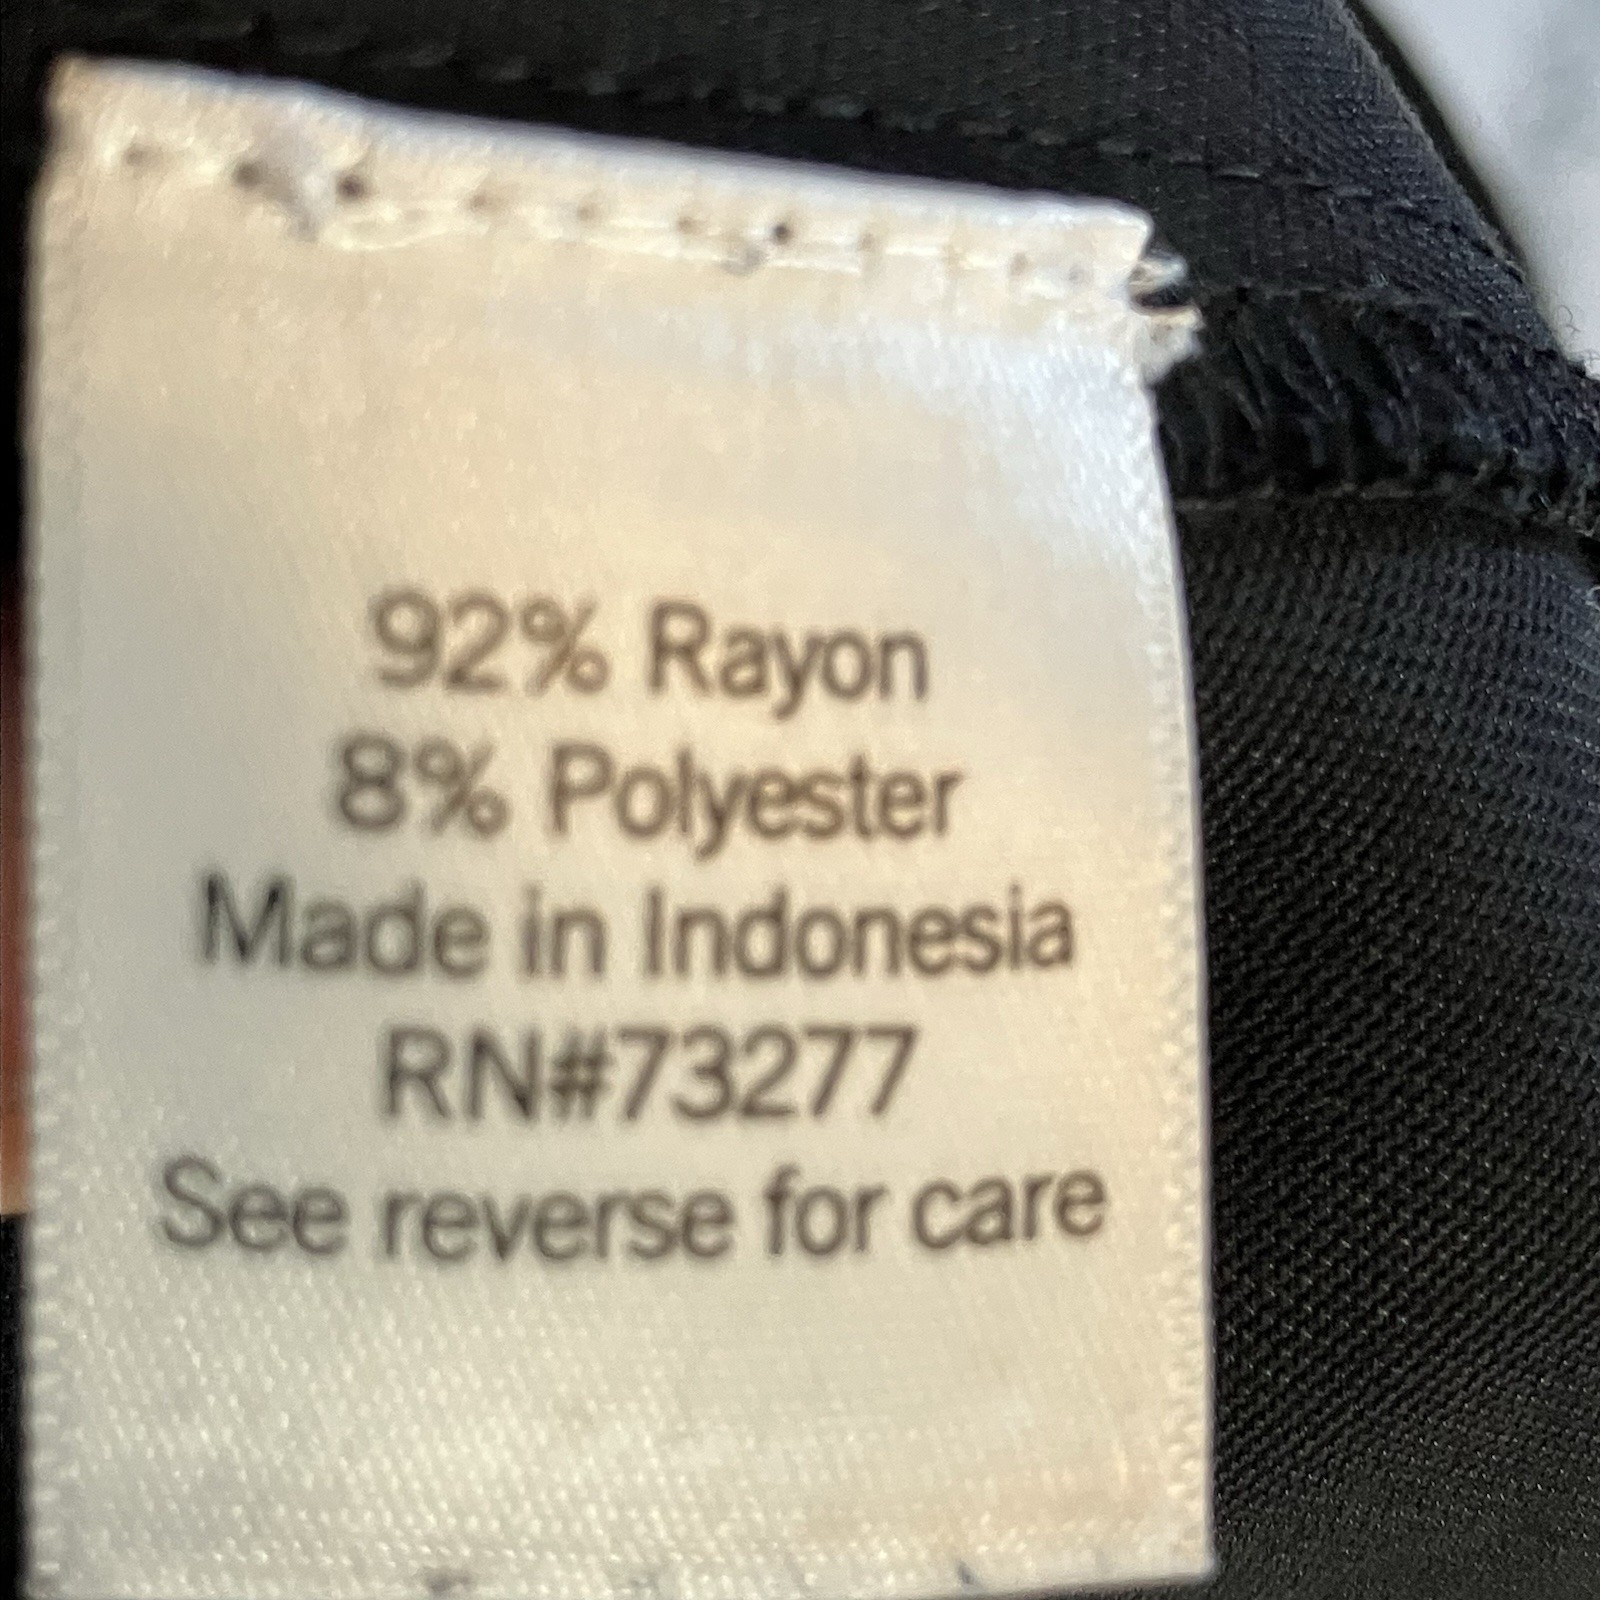 92% Rayon
8% Polyester
Made in Indonesia
RN#73277
See reverse for care